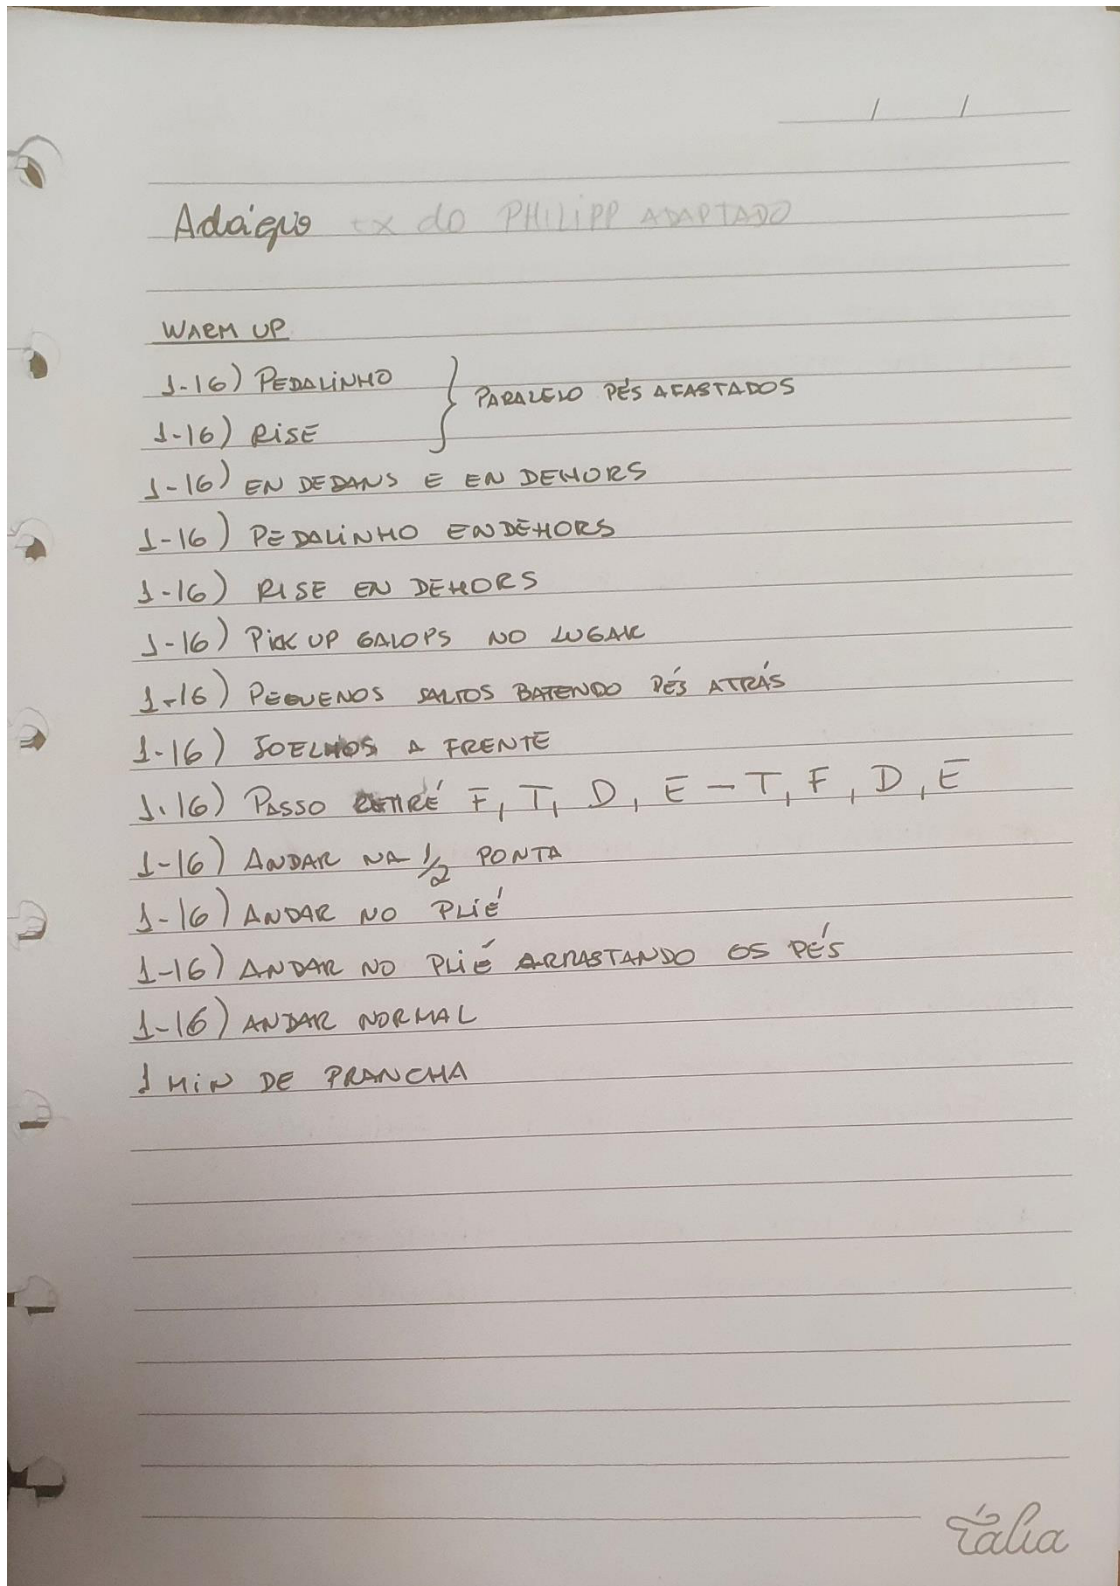 / /
Adágio ex do PHILIPP ADAPTADO
WARM UP
1-16) PEDALINHO } PARALELO PÉS AFASTADOS
1-16) RISE
1-16) EN DEDANS E EN DEHORS
1-16) PEDALINHO ENDEHORS
1-16) RISE EN DEHORS
1-16) PICK UP GALOPS NO LUGAR
1-16) PEQUENOS SALTOS BATENDO PÉS ATRÁS
1-16) JOELHOS A FRENTE
1-16) PASSO RETIRÉ F, T, D, E – T, F, D, E
1-16) ANDAR NA 1/2 PONTA
1-16) ANDAR NO PLIÉ
1-16) ANDAR NO PLIÉ ARRASTANDO OS PÉS
1-16) ANDAR NORMAL
1 MIN DE PRANCHA
tália